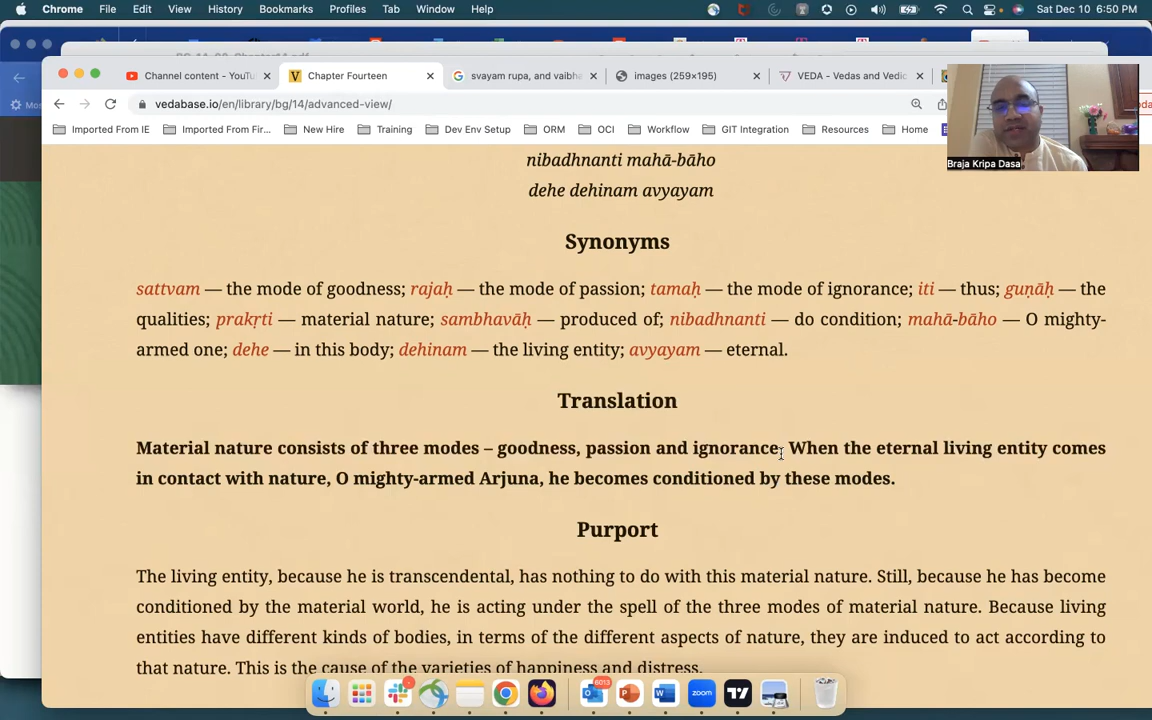 Chrome File Edit View History Bookmarks Profiles Tab Window Help Sat Dec 10 6:50 PM
Channel content - YouTu Chapter Fourteen svayam rupa, and vaibh images (259×195) VEDA - Vedas and Vedic
vedabase.io/en/library/bg/14/advanced-view/
Imported From IE Imported From Fir... New Hire Training Dev Env Setup ORM OCI Workflow GIT Integration Resources Home
Braja Kripa Dasa
nibadhnanti mahā-bāho
dehe dehinam avyayam
Synonyms
sattvam — the mode of goodness; rajaḥ — the mode of passion; tamaḥ — the mode of ignorance; iti — thus; guṇāḥ — the
qualities; prakṛti — material nature; sambhavāḥ — produced of; nibadhnanti — do condition; mahā-bāho — O mighty-
armed one; dehe — in this body; dehinam — the living entity; avyayam — eternal.
Translation
Material nature consists of three modes – goodness, passion and ignorance. When the eternal living entity comes
in contact with nature, O mighty-armed Arjuna, he becomes conditioned by these modes.
Purport
The living entity, because he is transcendental, has nothing to do with this material nature. Still, because he has become
conditioned by the material world, he is acting under the spell of the three modes of material nature. Because living
entities have different kinds of bodies, in terms of the different aspects of nature, they are induced to act according to
that nature. This is the cause of the varieties of happiness and distress.
6013
zoom